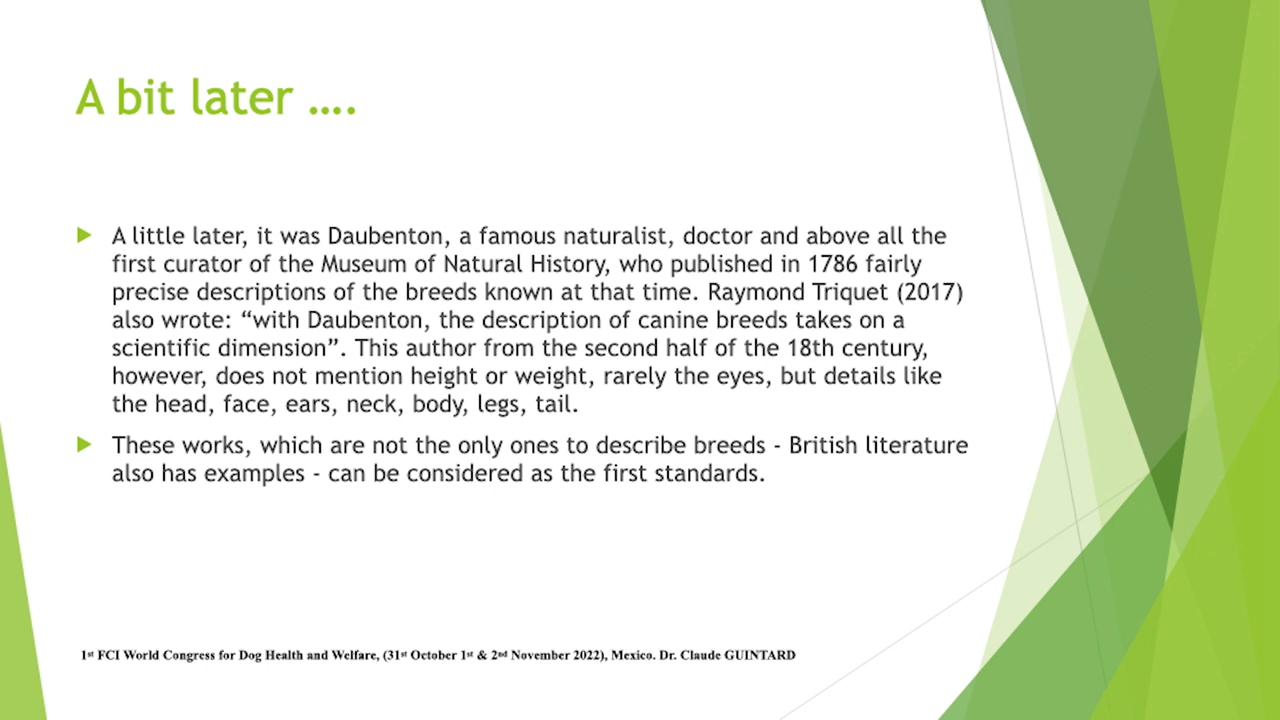 A bit later ....
A little later, it was Daubenton, a famous naturalist, doctor and above all the
first curator of the Museum of Natural History, who published in 1786 fairly
precise descriptions of the breeds known at that time. Raymond Triquet (2017)
also wrote: “with Daubenton, the description of canine breeds takes on a
scientific dimension”. This author from the second half of the 18th century,
however, does not mention height or weight, rarely the eyes, but details like
the head, face, ears, neck, body, legs, tail.
These works, which are not the only ones to describe breeds - British literature
also has examples - can be considered as the first standards.
1st FCI World Congress for Dog Health and Welfare, (31st October 1st & 2nd November 2022), Mexico. Dr. Claude GUINTARD